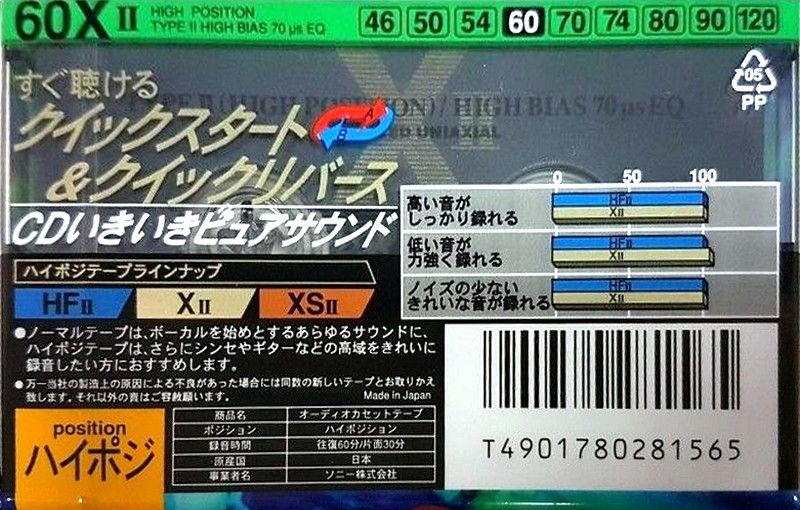 60X II HIGH POSITION
TYPE II HIGH BIAS 70 µs EQ
46 50 54 60 70 74 80 90 120
05
PP
TYPE II (HIGH POSITION) / HIGH BIAS 70 µs EQ
UNIAXIAL
すぐ聴ける
クイックスタート
A
B
&クイックリバース
CDいきいきピュアサウンド
0 50 100
高い音が
しっかり録れる
HFII
XII
低い音が
力強く録れる
HFII
XII
ノイズの少ない
きれいな音が録れる
HFII
XII
ハイポジテープラインナップ
HFII XII XSII
●ノーマルテープは、ボーカルを始めとするあらゆるサウンドに、
ハイポジテープは、さらにシンセやギターなどの高域をきれいに
録音したい方におすすめします。
●万一当社の製造上の原因による不良があった場合には同数の新しいテープとお取りかえ
致します。それ以外の責はご容赦願います。 Made in Japan
position
ハイポジ
商品名 オーディオカセットテープ
ポジション ハイポジション
録音時間 往復60分/片面30分
原産国 日本
事業者名 ソニー株式会社
T4901780281565